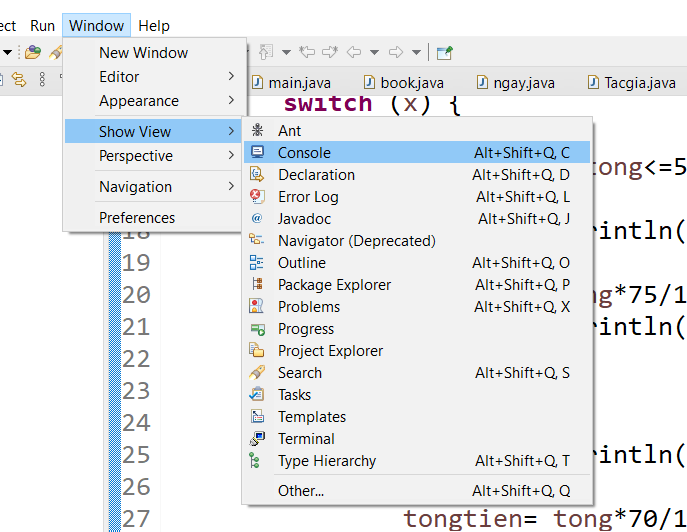 ect Run Window Help
New Window
Editor
Appearance
Show View
Perspective
Navigation
Preferences
main.java book.java ngay.java Tacgia.java
switch (x) {
Ant
Console Alt+Shift+Q, C
Declaration Alt+Shift+Q, D
Error Log Alt+Shift+Q, L
Javadoc Alt+Shift+Q, J
Navigator (Deprecated)
Outline Alt+Shift+Q, O
Package Explorer Alt+Shift+Q, P
Problems Alt+Shift+Q, X
Progress
Project Explorer
Search Alt+Shift+Q, S
Tasks
Templates
Terminal
Type Hierarchy Alt+Shift+Q, T
Other... Alt+Shift+Q, Q
tong<=5
18 rintln(
19
20 ng*75/1
21 rintln(
22
23
24
25 rintln(
26
27 tongtien= tong*70/1